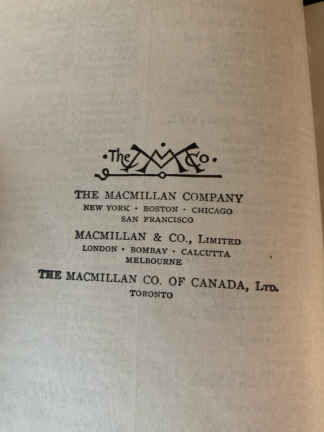 The MM Co
THE MACMILLAN COMPANY
NEW YORK · BOSTON · CHICAGO
SAN FRANCISCO
MACMILLAN & CO., LIMITED
LONDON · BOMBAY · CALCUTTA
MELBOURNE
THE MACMILLAN CO. OF CANADA, LTD.
TORONTO